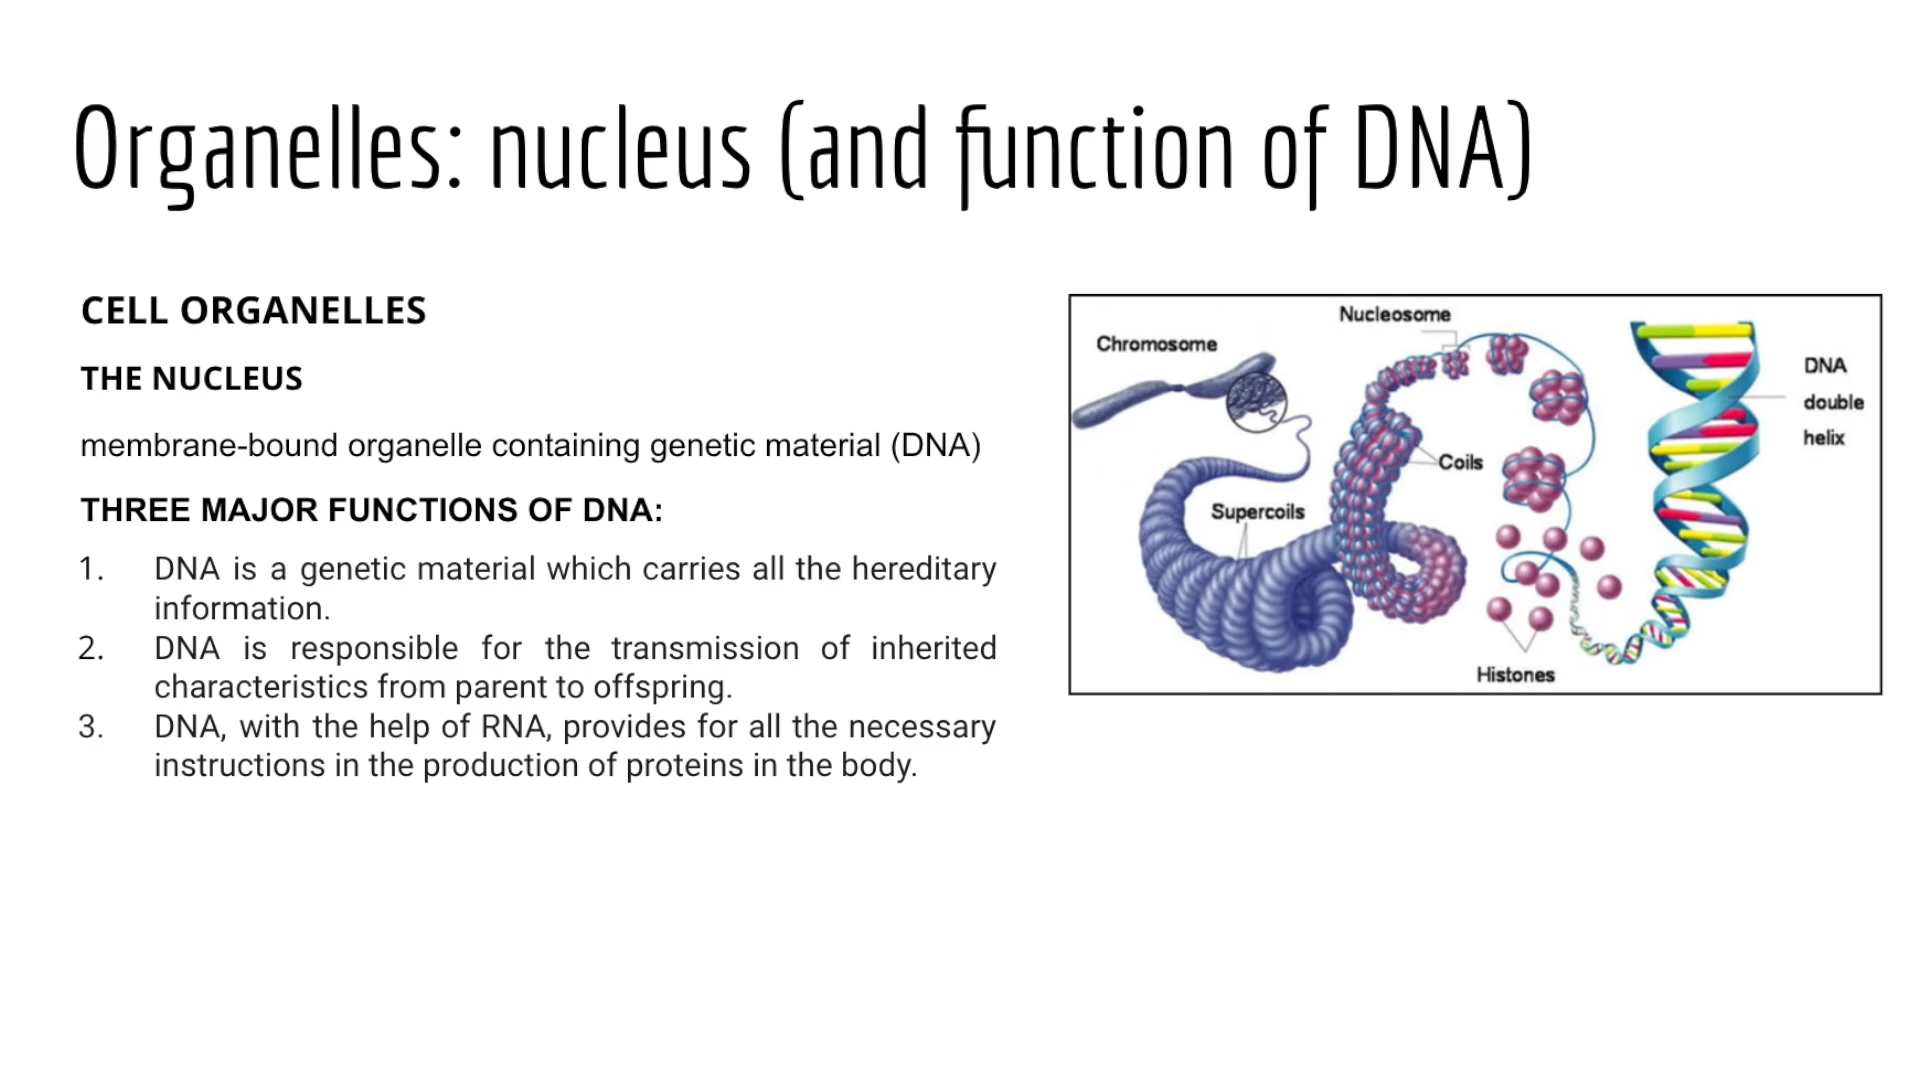 Organelles: nucleus (and function of DNA)
CELL ORGANELLES
THE NUCLEUS
membrane-bound organelle containing genetic material (DNA)
THREE MAJOR FUNCTIONS OF DNA:
1. DNA is a genetic material which carries all the hereditary
information.
2. DNA is responsible for the transmission of inherited
characteristics from parent to offspring.
3. DNA, with the help of RNA, provides for all the necessary
instructions in the production of proteins in the body.
Nucleosome
Chromosome
DNA
double
helix
Coils
Supercoils
Histones